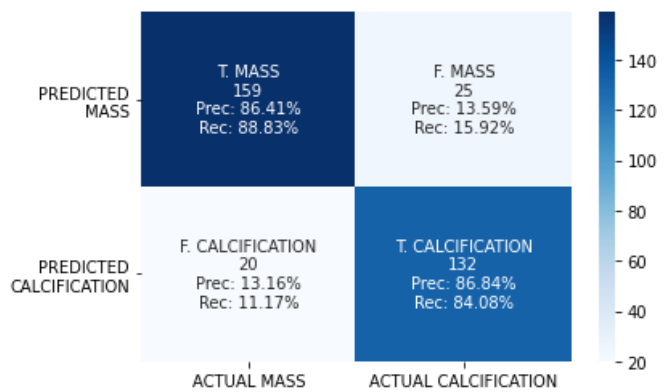 T. MASS
159
Prec: 86.41%
Rec: 88.83%
F. MASS
25
Prec: 13.59%
Rec: 15.92%
PREDICTED
MASS
F. CALCIFICATION
20
Prec: 13.16%
Rec: 11.17%
T. CALCIFICATION
132
Prec: 86.84%
Rec: 84.08%
PREDICTED
CALCIFICATION
ACTUAL MASS
ACTUAL CALCIFICATION
140
120
100
80
60
40
20